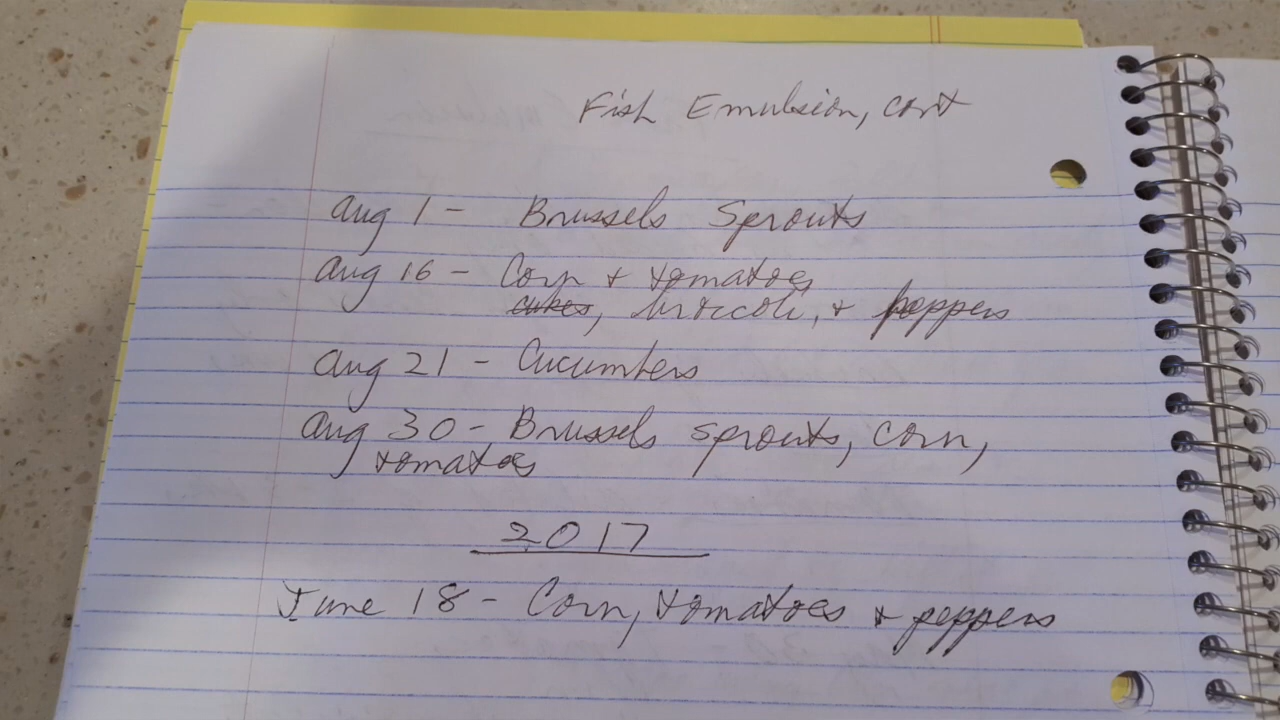 Fish Emulsion, cont
Aug 1 - Brussels Sprouts
Aug 16 - Corn + tomatoes
cukes, broccoli, + peppers
Aug 21 - Cucumbers
Aug 30 - Brussels sprouts, corn,
tomatoes
2017
June 18 - Corn, tomatoes + peppers